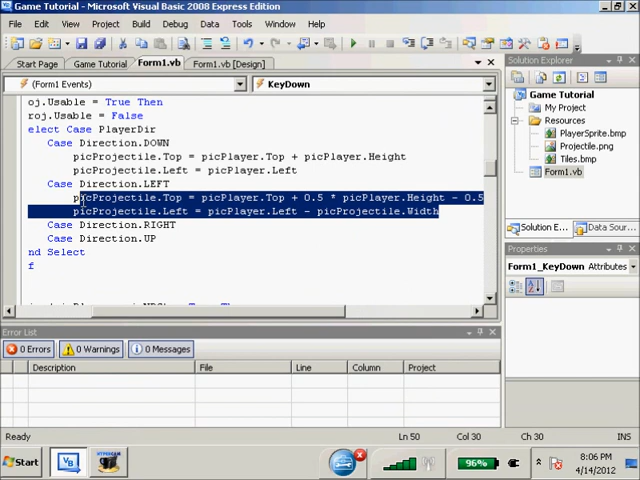 Game Tutorial - Microsoft Visual Basic 2008 Express Edition
File Edit View Project Build Debug Data Tools Window Help
Start Page Game Tutorial Form1.vb Form1.vb [Design]
(Form1 Events) KeyDown
oj.Usable = True Then
roj.Usable = False
elect Case PlayerDir
Case Direction.DOWN
picProjectile.Top = picPlayer.Top + picPlayer.Height
picProjectile.Left = picPlayer.Left
Case Direction.LEFT
picProjectile.Top = picPlayer.Top + 0.5 * picPlayer.Height - 0.5
picProjectile.Left = picPlayer.Left - picProjectile.Width
Case Direction.RIGHT
Case Direction.UP
nd Select
f
Solution Explorer
Game Tutorial
My Project
Resources
PlayerSprite.bmp
Projectile.png
Tiles.bmp
Form1.vb
Solution E... Data Sou...
Properties
Form1_KeyDown Attributes
Error List
0 Errors 0 Warnings 0 Messages
Description File Line Column Project
Ready Ln 50 Col 30 Ch 30
Start VB HYPERCAM 96% 8:06 PM
4/14/2012